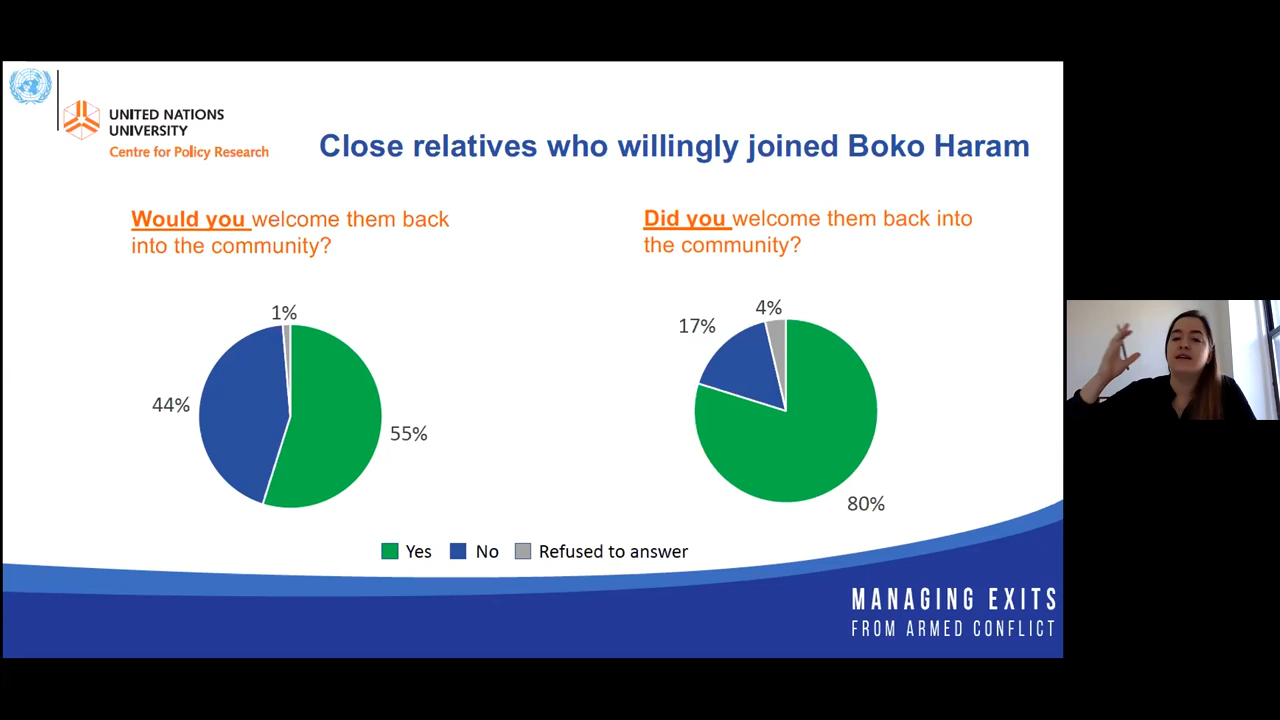 UNITED NATIONS
UNIVERSITY
Centre for Policy Research
Close relatives who willingly joined Boko Haram
Would you welcome them back
into the community?
Did you welcome them back into
the community?
1%
44%
55%
4%
17%
80%
Yes No Refused to answer
MANAGING EXITS
FROM ARMED CONFLICT